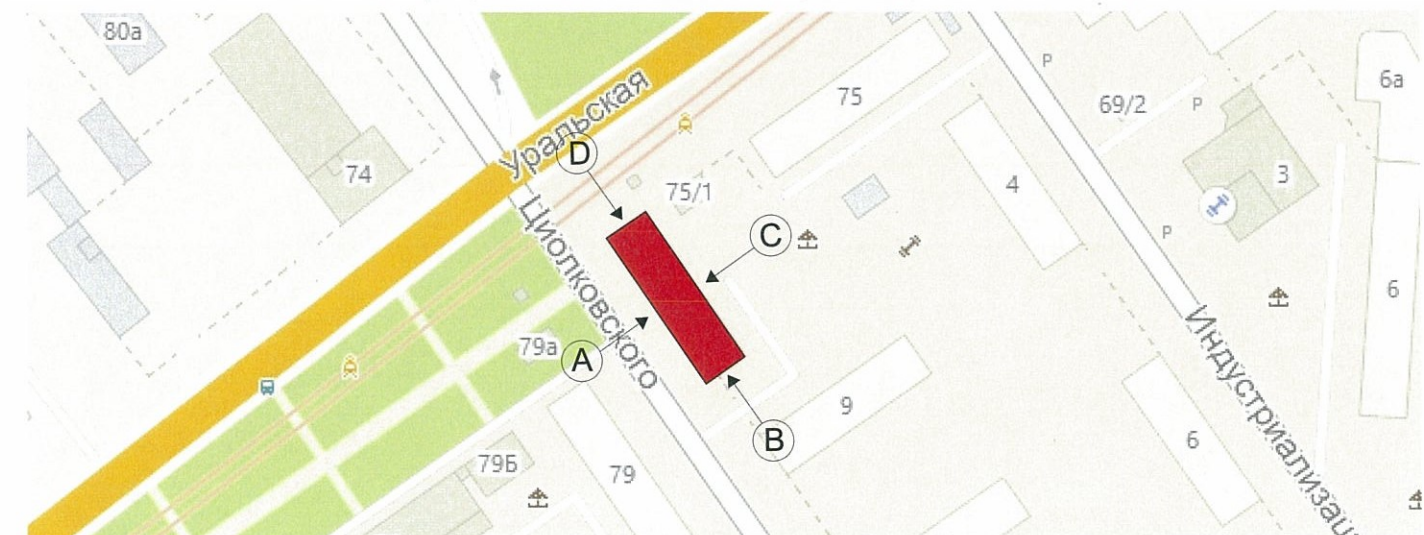 80а
75
Р
6а
69/2
Р
Уральская
D
74
75/1
4
3
C
Р
Циолковского
6
79а
A
Индустриализац
9
B
6
79Б
79